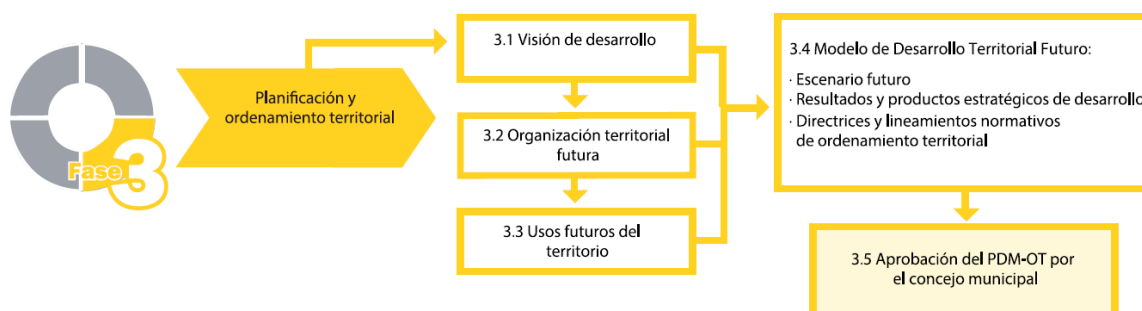 Fase 3
Planificación y
ordenamiento territorial
3.1 Visión de desarrollo
3.2 Organización territorial
futura
3.3 Usos futuros del
territorio
3.4 Modelo de Desarrollo Territorial Futuro:
· Escenario futuro
· Resultados y productos estratégicos de desarrollo
· Directrices y lineamientos normativos
de ordenamiento territorial
3.5 Aprobación del PDM-OT por
el concejo municipal